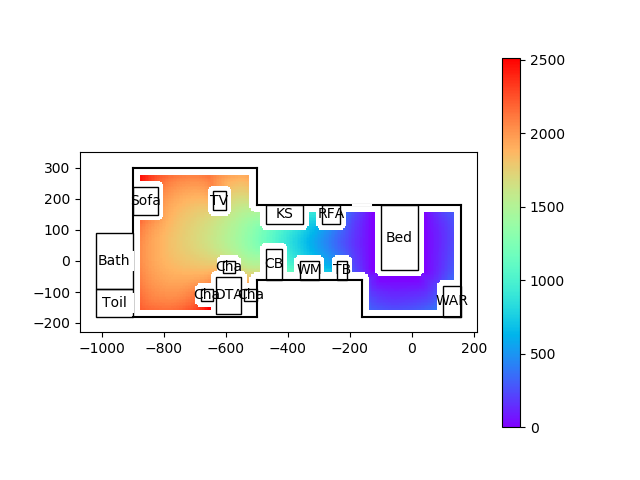 2500
300
Sofa
TV
2000
200
KS
RFA
100
Bed
1500
Bath
0
Cha
CB
WM
TB
1000
−100
Toil
Cha
DTA
Cha
WAR
−200
500
−1000
−800
−600
−400
−200
0
200
0